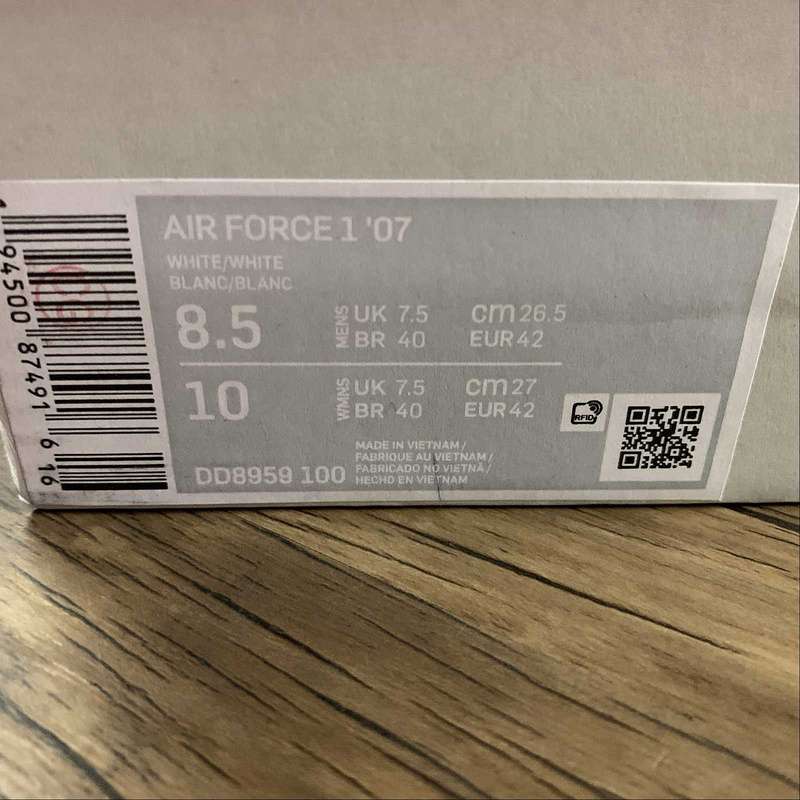 AIR FORCE 1 '07
WHITE/WHITE
BLANC/BLANC
8.5 MENS UK 7.5 cm 26.5
BR 40 EUR 42
10 WMNS UK 7.5 cm 27
BR 40 EUR 42
RFID
DD8959 100
MADE IN VIETNAM /
FABRIQUE AU VIETNAM /
FABRICADO NO VIETNÃ /
HECHO EN VIETNAM
1 94500 87491 6 16